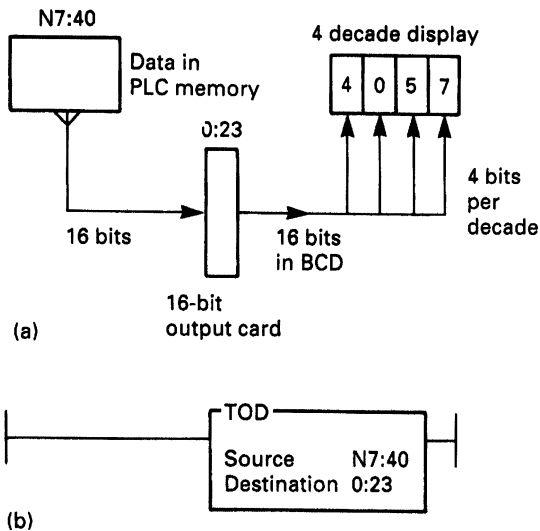 N7:40
Data in
PLC memory
16 bits
0:23
16-bit
output card
16 bits
in BCD
4 decade display
4 0 5 7
4 bits
per
decade
(a)
TOD
Source N7:40
Destination 0:23
(b)